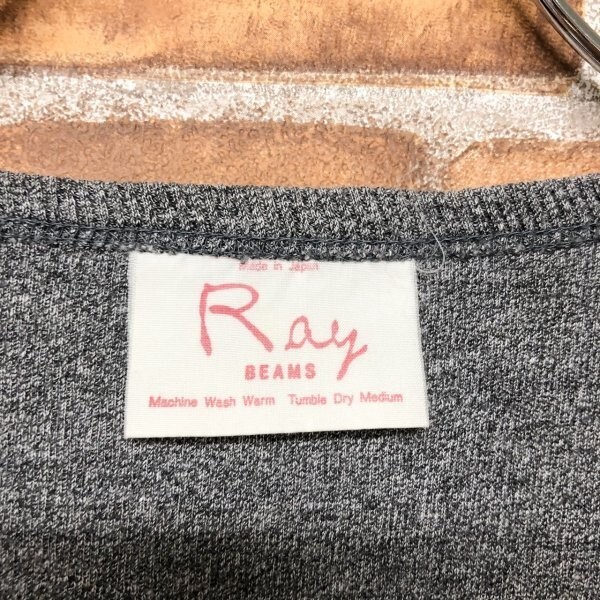 Made in Japan
Ray
BEAMS
Machine Wash Warm Tumble Dry Medium